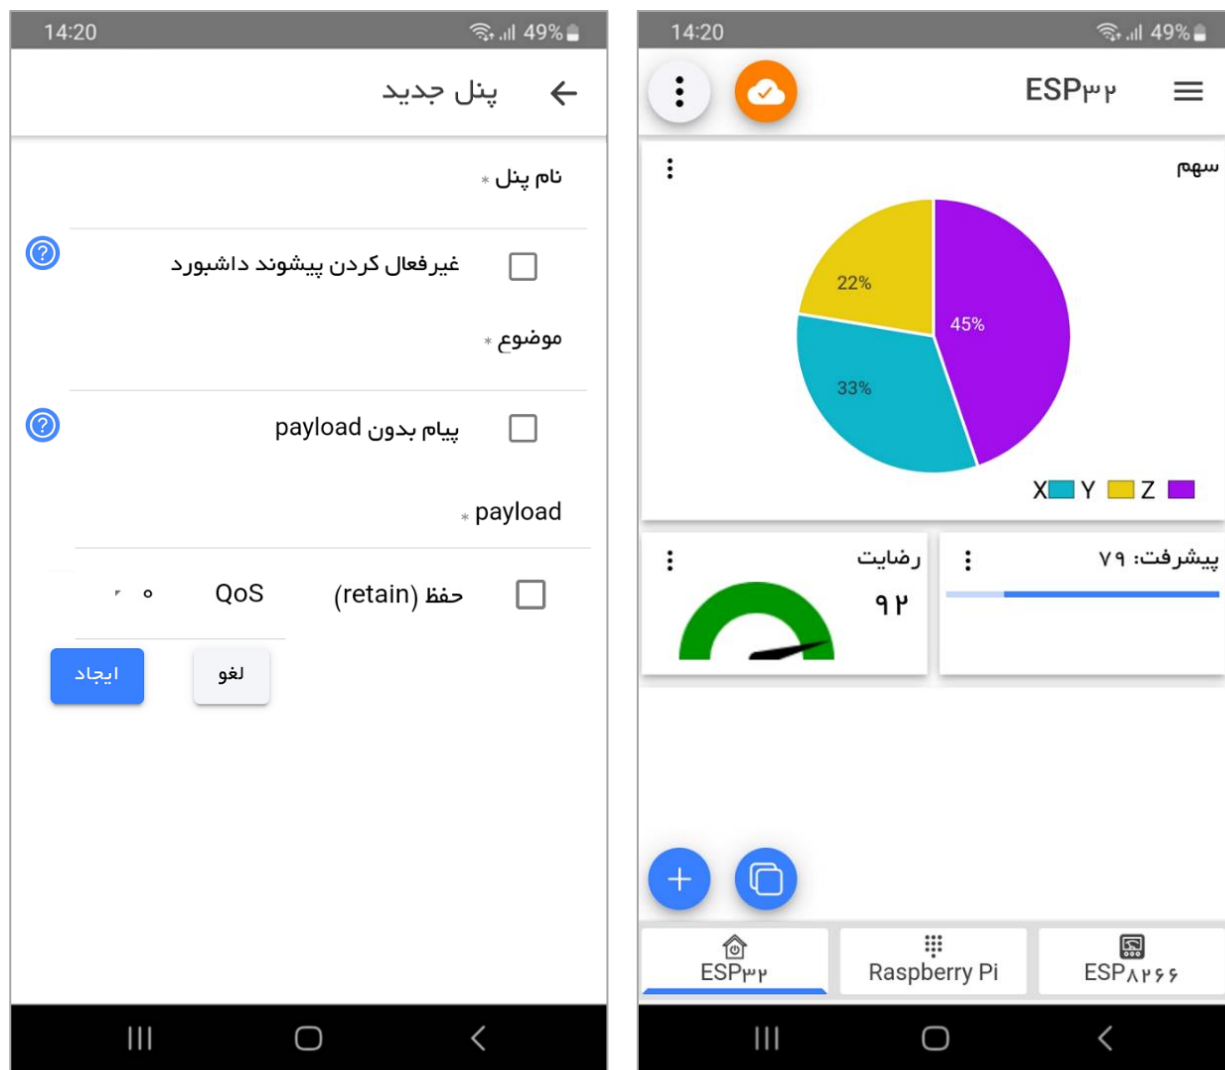 14:20 49%
پنل جدید
نام پنل *
غیرفعال کردن پیشوند داشبورد
موضوع *
پیام بدون payload
payload *
حفظ (retain) QoS ۰
لغو ایجاد
14:20 49%
ESP۳۲
سهم
22%
45%
33%
X Y Z
پیشرفت: ۷۹
رضایت
۹۲
ESP۳۲ Raspberry Pi ESP۸۲۶۶